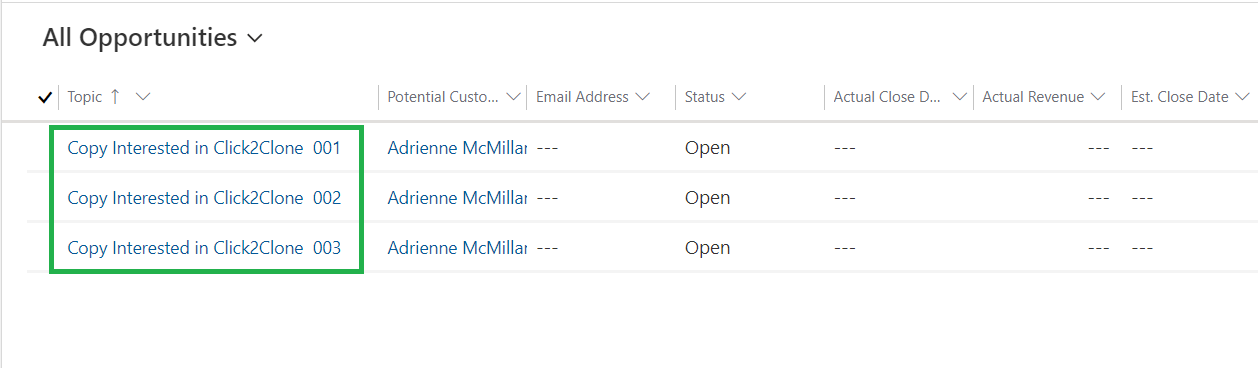 All Opportunities
Topic Potential Custo... Email Address Status Actual Close D... Actual Revenue Est. Close Date
Copy Interested in Click2Clone 001 Adrienne McMillar --- Open --- --- ---
Copy Interested in Click2Clone 002 Adrienne McMillar --- Open --- --- ---
Copy Interested in Click2Clone 003 Adrienne McMillar --- Open --- --- ---